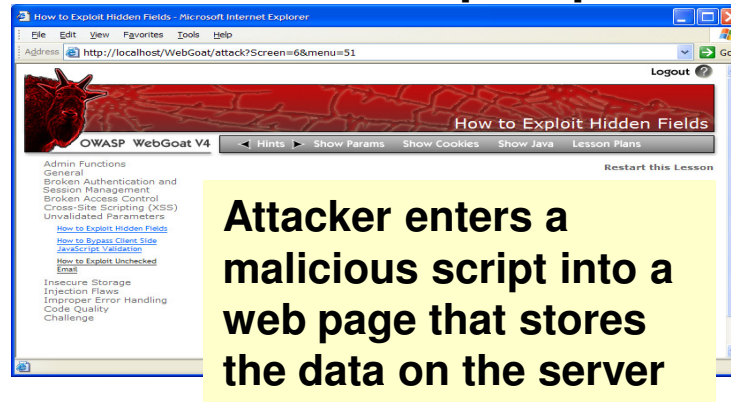 How to Exploit Hidden Fields - Microsoft Internet Explorer
File Edit View Favorites Tools Help
Address http://localhost/WebGoat/attack?Screen=6&menu=51 Go
Logout ?
How to Exploit Hidden Fields
OWASP WebGoat V4 Hints Show Params Show Cookies Show Java Lesson Plans
Restart this Lesson
Admin Functions
General
Broken Authentication and
Session Management
Broken Access Control
Cross-Site Scripting (XSS)
Unvalidated Parameters
How to Exploit Hidden Fields
How to Bypass Client Side
JavaScript Validation
How to Exploit Unchecked
Email
Insecure Storage
Injection Flaws
Improper Error Handling
Code Quality
Challenge
Attacker enters a
malicious script into a
web page that stores
the data on the server